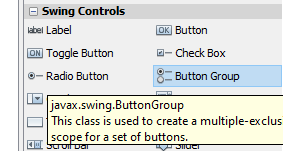 Swing Controls
label Label
OK Button
ON Toggle Button
Check Box
Radio Button
Button Group
javax.swing.ButtonGroup
This class is used to create a multiple-exclus
scope for a set of buttons.
Scroll Bar
Slider